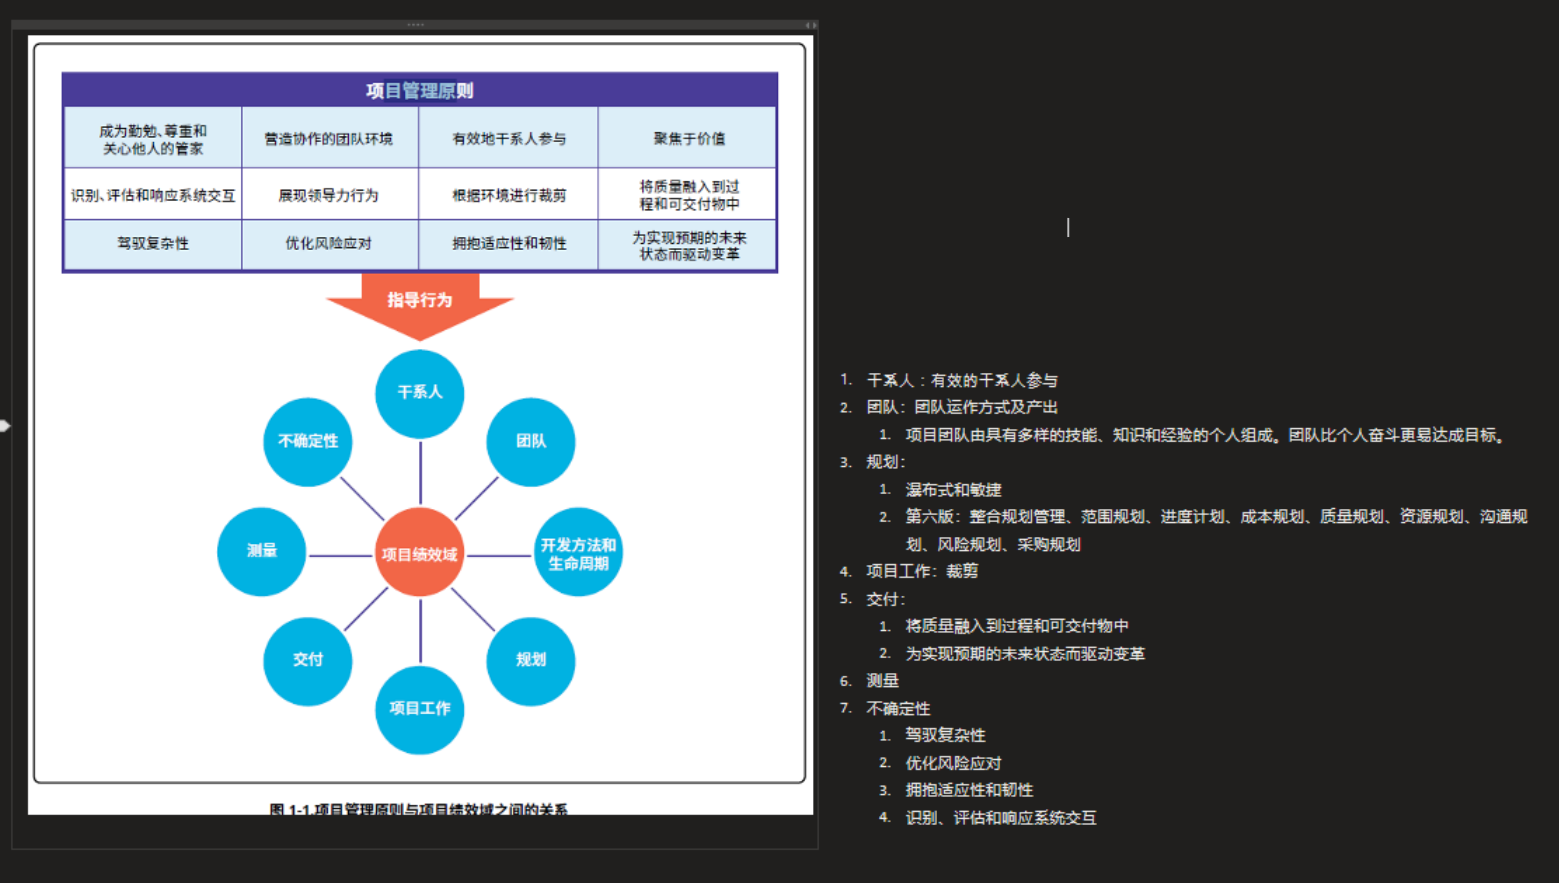 项目管理原则
成为勤勉、尊重和
关心他人的管家
营造协作的团队环境
有效地干系人参与
聚焦于价值
识别、评估和响应系统交互
展现领导力行为
根据环境进行裁剪
将质量融入到过
程和可交付物中
驾驭复杂性
优化风险应对
拥抱适应性和韧性
为实现预期的未来
状态而驱动变革
指导行为
干系人
不确定性
团队
测量
项目绩效域
开发方法和
生命周期
交付
规划
项目工作
图 1-1.项目管理原则与项目绩效域之间的关系
1. 干系人：有效的干系人参与
2. 团队：团队运作方式及产出
1. 项目团队由具有多样的技能、知识和经验的个人组成。团队比个人奋斗更易达成目标。
3. 规划：
1. 瀑布式和敏捷
2. 第六版：整合规划管理、范围规划、进度计划、成本规划、质量规划、资源规划、沟通规
划、风险规划、采购规划
4. 项目工作：裁剪
5. 交付：
1. 将质量融入到过程和可交付物中
2. 为实现预期的未来状态而驱动变革
6. 测量
7. 不确定性
1. 驾驭复杂性
2. 优化风险应对
3. 拥抱适应性和韧性
4. 识别、评估和响应系统交互